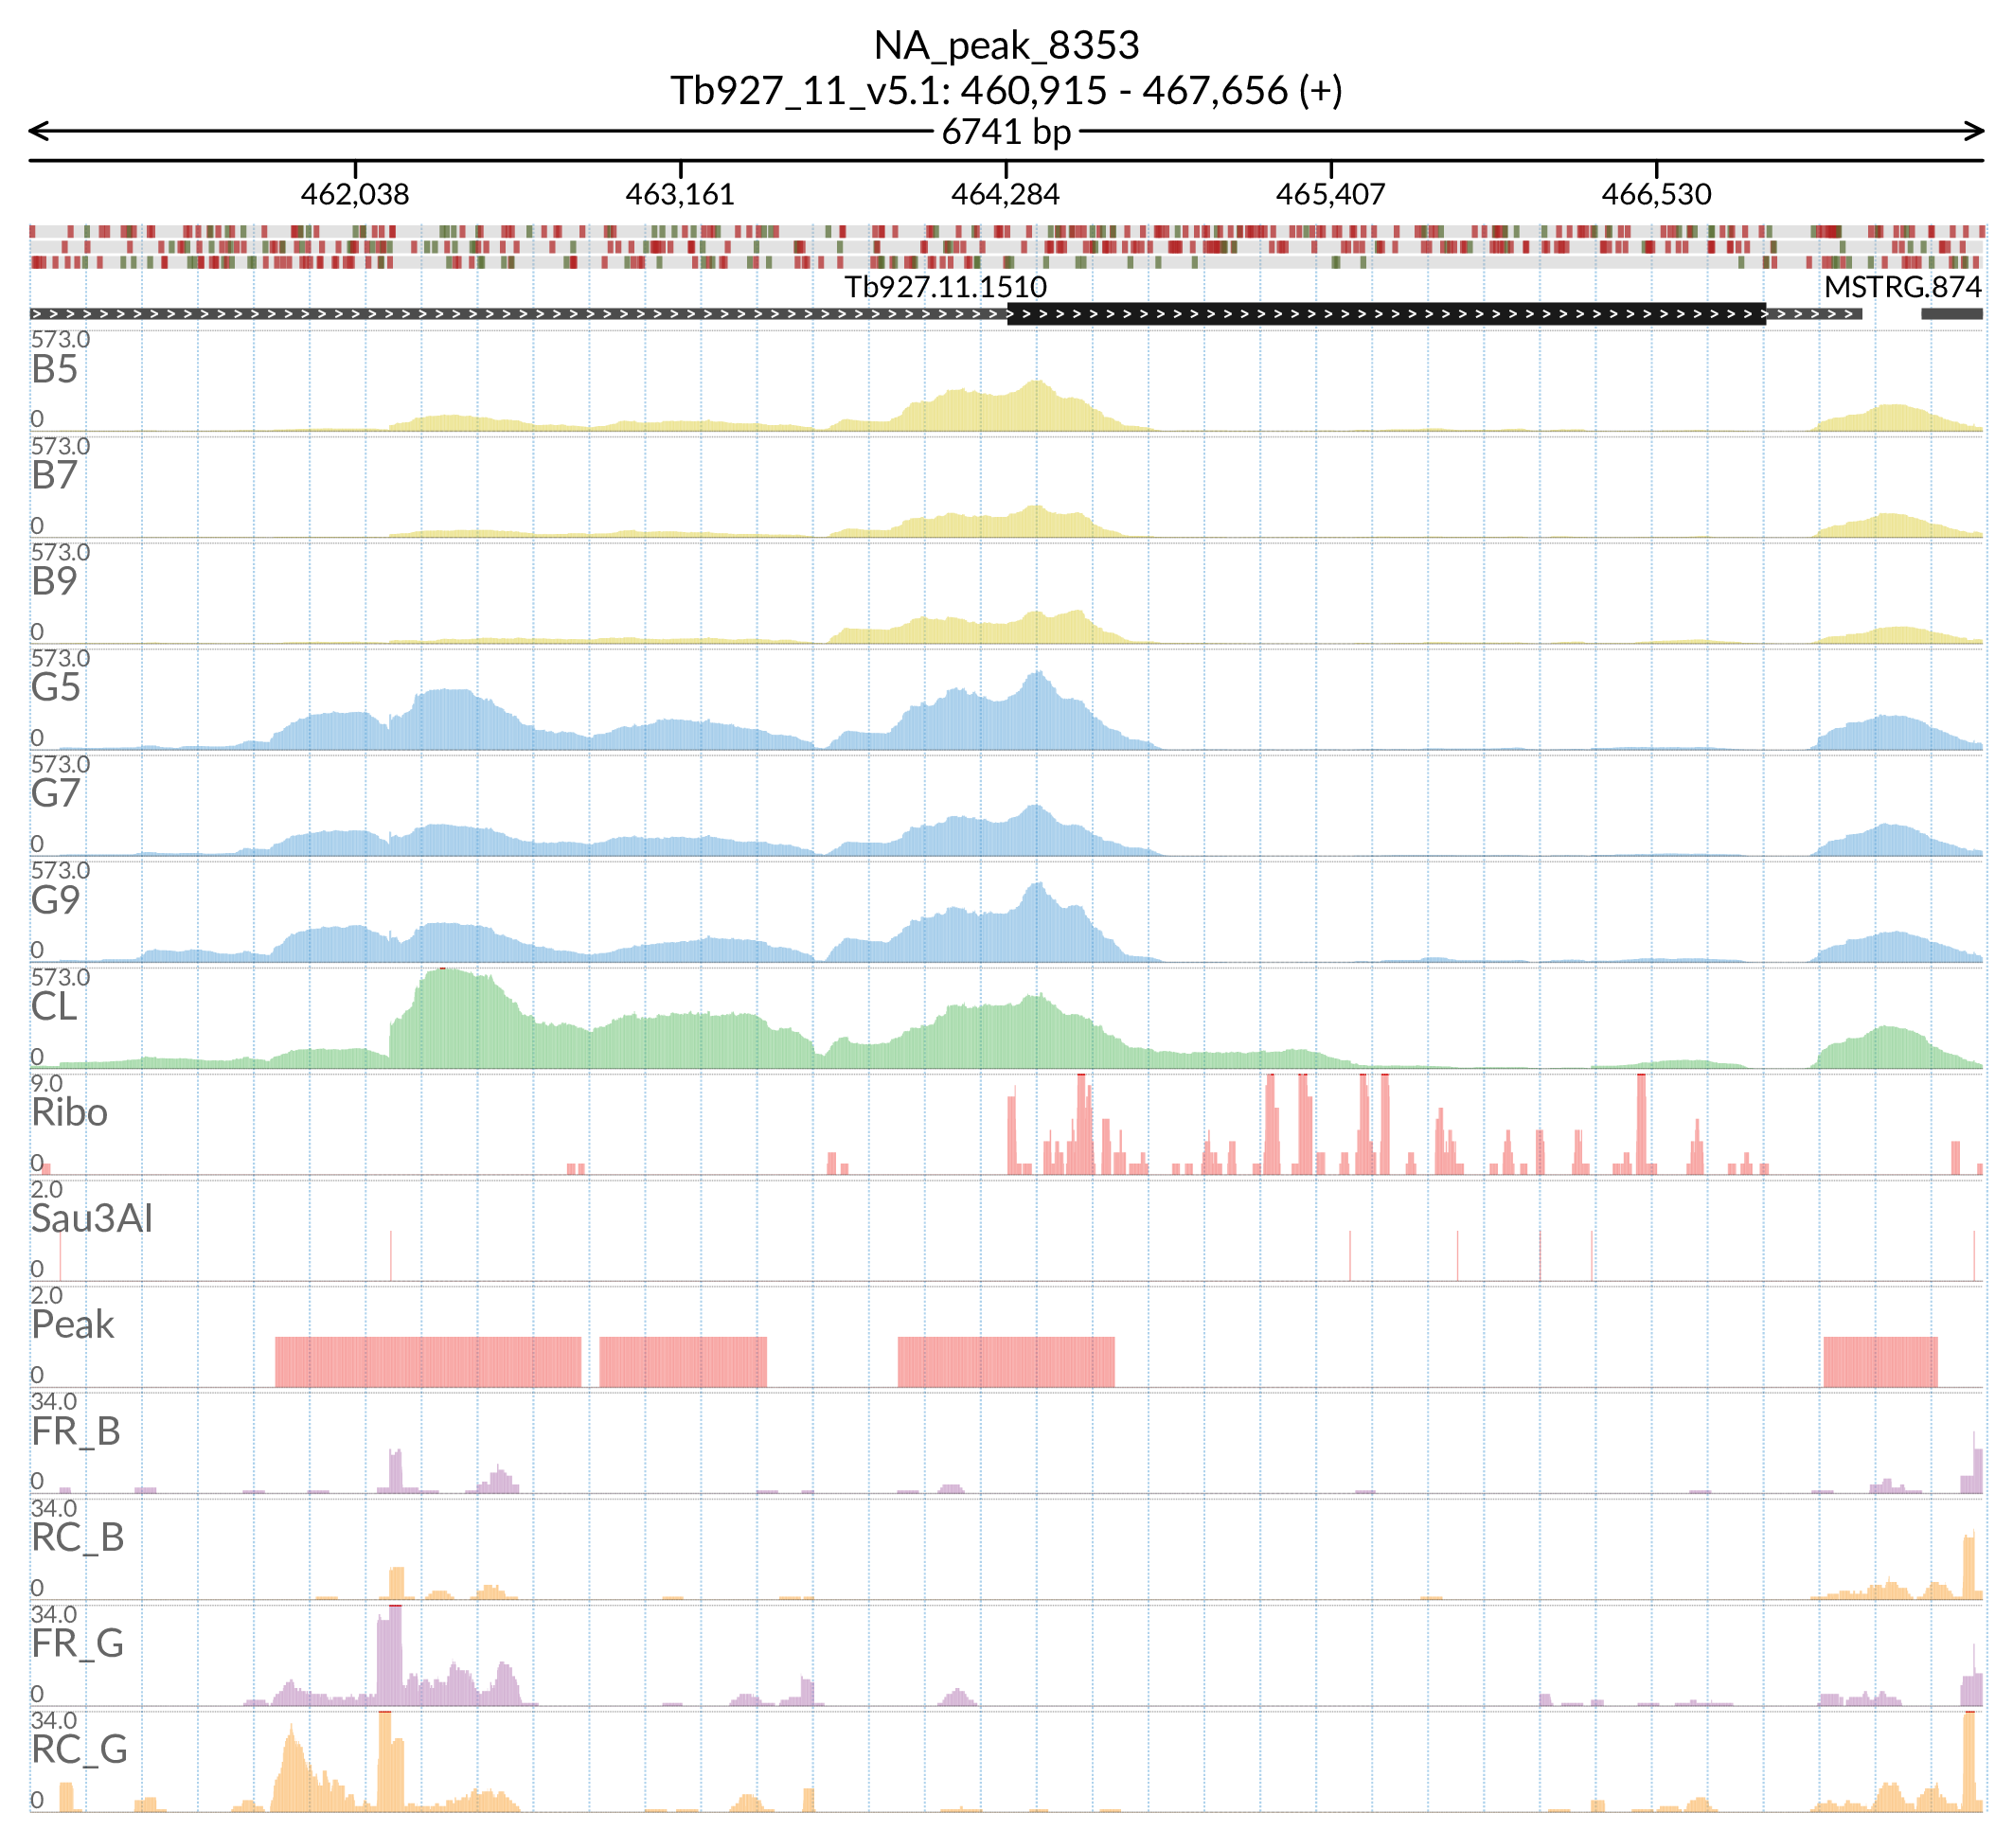 NA_peak_8353
Tb927_11_v5.1: 460,915 - 467,656 (+)
6741 bp
462,038 463,161 464,284 465,407 466,530
Tb927.11.1510 MSTRG.874
573.0
B5
0
573.0
B7
0
573.0
B9
0
573.0
G5
0
573.0
G7
0
573.0
G9
0
573.0
CL
0
9.0
Ribo
0
2.0
Sau3AI
0
2.0
Peak
0
34.0
FR_B
0
34.0
RC_B
0
34.0
FR_G
0
34.0
RC_G
0